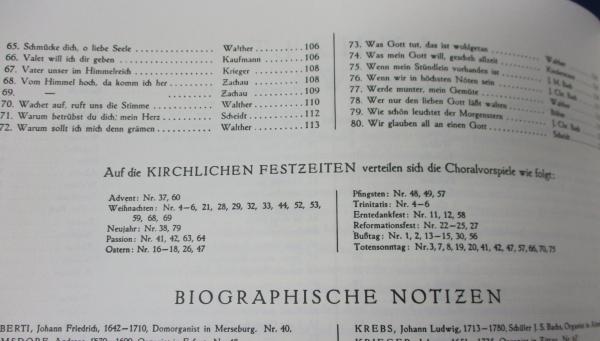 65. Schmücke dich, o liebe Seele . . . . . . . . . . . . . . . . Walther . . . . . . . . . . 106
66. Valet will ich dir geben . . . . . . . . . . . . . . . . Kaufmann . . . . . . . . 106
67. Vater unser im Himmelreich . . . . . . . . . . . . . . . . Krieger . . . . . . . . . . 108
68. Vom Himmel hoch, da komm ich her . . . . . . . . . . Zachau . . . . . . . . . . 108
69. — . . . . . . . . . . Zachau . . . . . . . . . . 109
70. Wachet auf, ruft uns die Stimme . . . . . . . . . . Walther . . . . . . . . . . 110
71. Warum betrübst du dich, mein Herz . . . . . . . . . . Scheidt . . . . . . . . . . 112
72. Warum sollt ich mich denn grämen . . . . . . . . . . Walther . . . . . . . . . . 113
73. Was Gott tut, das ist wohlgetan
74. Was mein Gott will, gescheh allzeit . . . . Walther
75. Wenn mein Stündlein vorhanden ist
76. Wenn wir in höchsten Nöten sein . . . . J. M. Bach
77. Werde munter, mein Gemüte . . . . J. Chr. Bach
78. Wer nur den lieben Gott läßt walten . . . . Walther
79. Wie schön leuchtet der Morgenstern . . . . J. Chr. Bach
80. Wir glauben all an einen Gott . . . . Scheidt
Auf die KIRCHLICHEN FESTZEITEN verteilen sich die Choralvorspiele wie folgt:
Advent: Nr. 37, 60
Weihnachten: Nr. 4—6, 21, 28, 29, 32, 33, 44, 52, 53,
59, 68, 69
Neujahr: Nr. 38, 79
Passion: Nr. 41, 42, 63, 64
Ostern: Nr. 16—18, 26, 47
Pfingsten: Nr. 48, 49, 57
Trinitatis: Nr. 4—6
Erntedankfest: Nr. 11, 12, 58
Reformationsfest: Nr. 22—25, 27
Bußtag: Nr. 1, 2, 13—15, 30, 56
Totensonntag: Nr. 3, 7, 8, 19, 20, 41, 42, 47, 57, 66, 70, 75
BIOGRAPHISCHE NOTIZEN
BERTI, Johann Friedrich, 1642—1710, Domorganist in Merseburg. Nr. 40.
KREBS, Johann Ludwig, 1713—1780, Schüler J. S. Bachs, Organist in